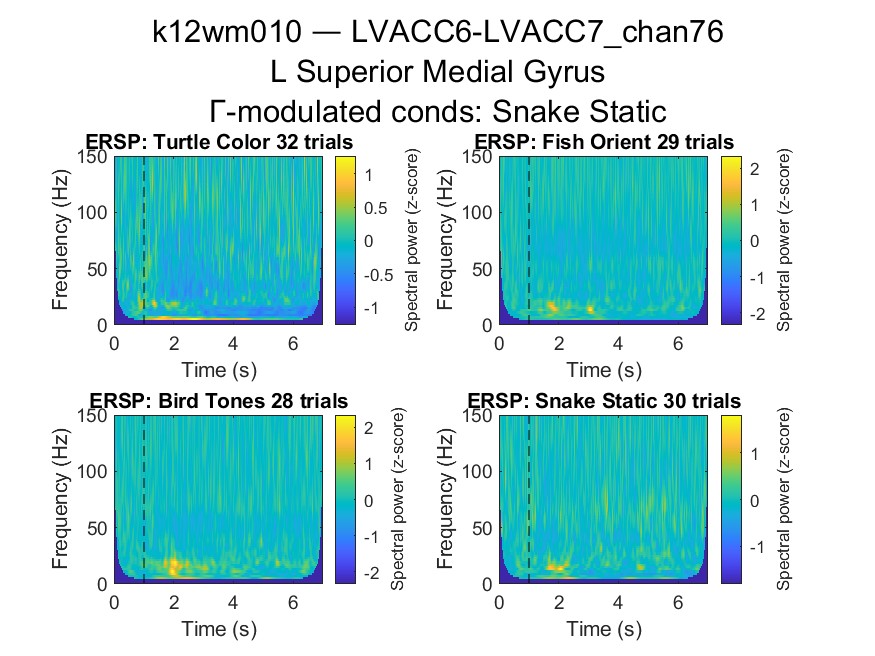 k12wm010 — LVACC6-LVACC7_chan76
L Superior Medial Gyrus
Γ-modulated conds: Snake Static
ERSP: Turtle Color 32 trials
150
100
50
0
Frequency (Hz)
0 2 4 6
Time (s)
1
0.5
0
-0.5
-1
Spectral power (z-score)
ERSP: Fish Orient 29 trials
150
100
50
0
Frequency (Hz)
0 2 4 6
Time (s)
2
1
0
-1
-2
Spectral power (z-score)
ERSP: Bird Tones 28 trials
150
100
50
0
Frequency (Hz)
0 2 4 6
Time (s)
2
1
0
-1
-2
Spectral power (z-score)
ERSP: Snake Static 30 trials
150
100
50
0
Frequency (Hz)
0 2 4 6
Time (s)
1
0
-1
Spectral power (z-score)